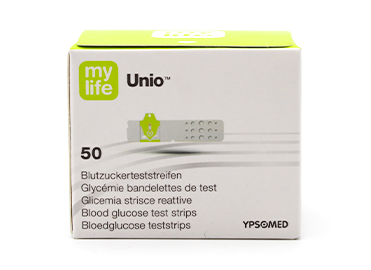 my
life
Unio™
50
Blutzuckerteststreifen
Glycémie bandelettes de test
Glicemia strisce reattive
Blood glucose test strips
Bloedglucose teststrips
YPSOMED